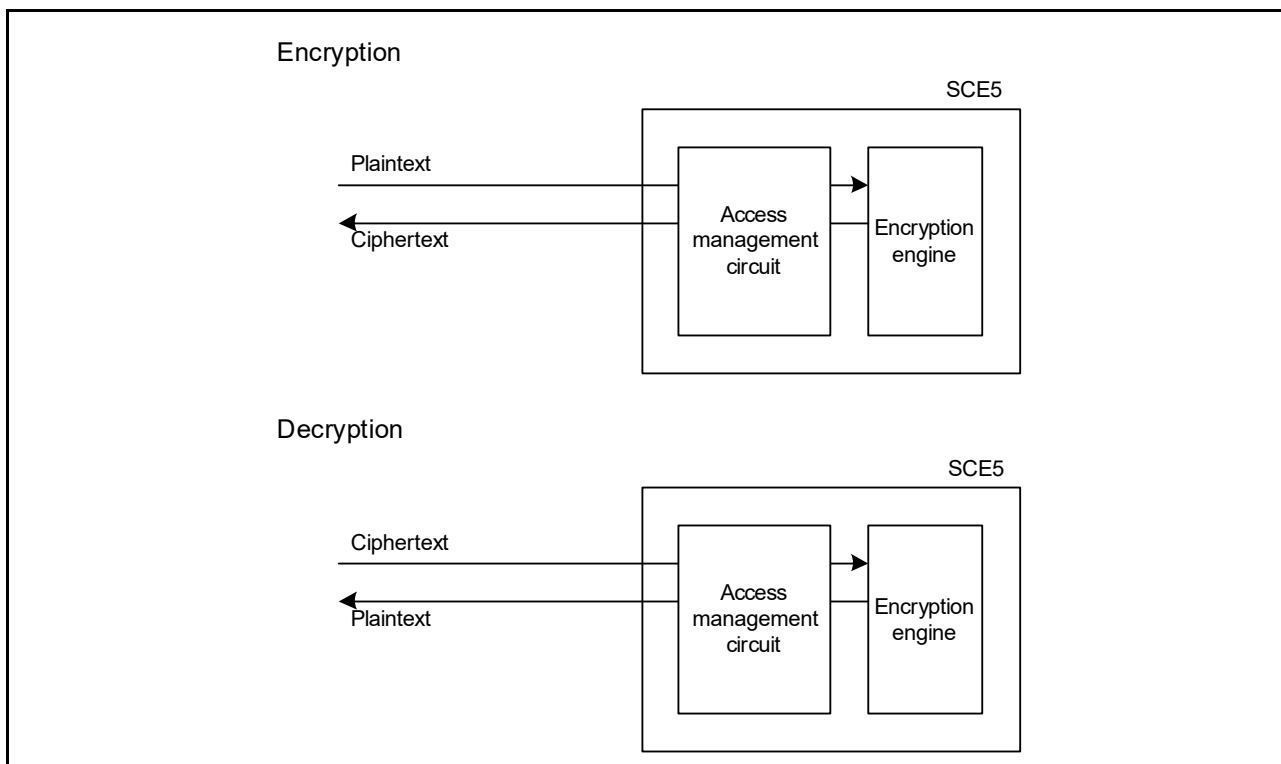 Encryption
SCE5
Plaintext
Ciphertext
Access
management
circuit
Encryption
engine
Decryption
SCE5
Ciphertext
Plaintext
Access
management
circuit
Encryption
engine